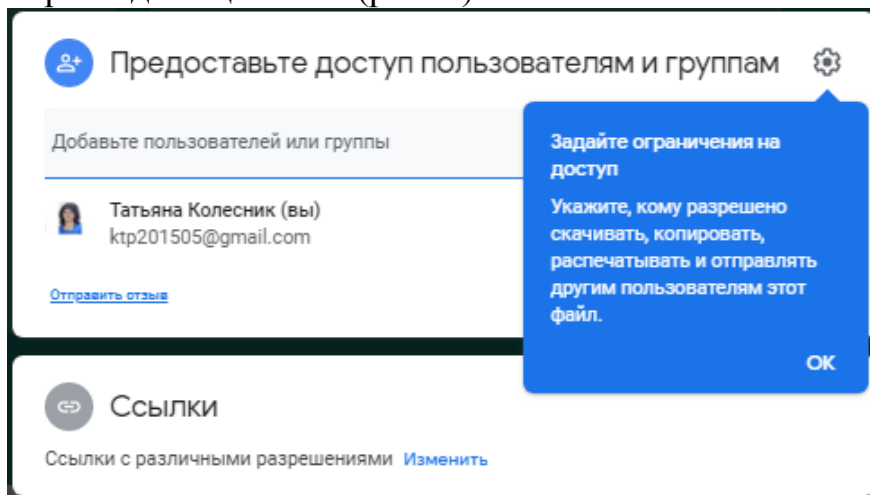 Предоставьте доступ пользователям и группам
Добавьте пользователей или группы
Татьяна Колесник (вы)
ktp201505@gmail.com
Отправить отзыв
Задайте ограничения на
доступ
Укажите, кому разрешено
скачивать, копировать,
распечатывать и отправлять
другим пользователям этот
файл.
ОК
Ссылки
Ссылки с различными разрешениями Изменить